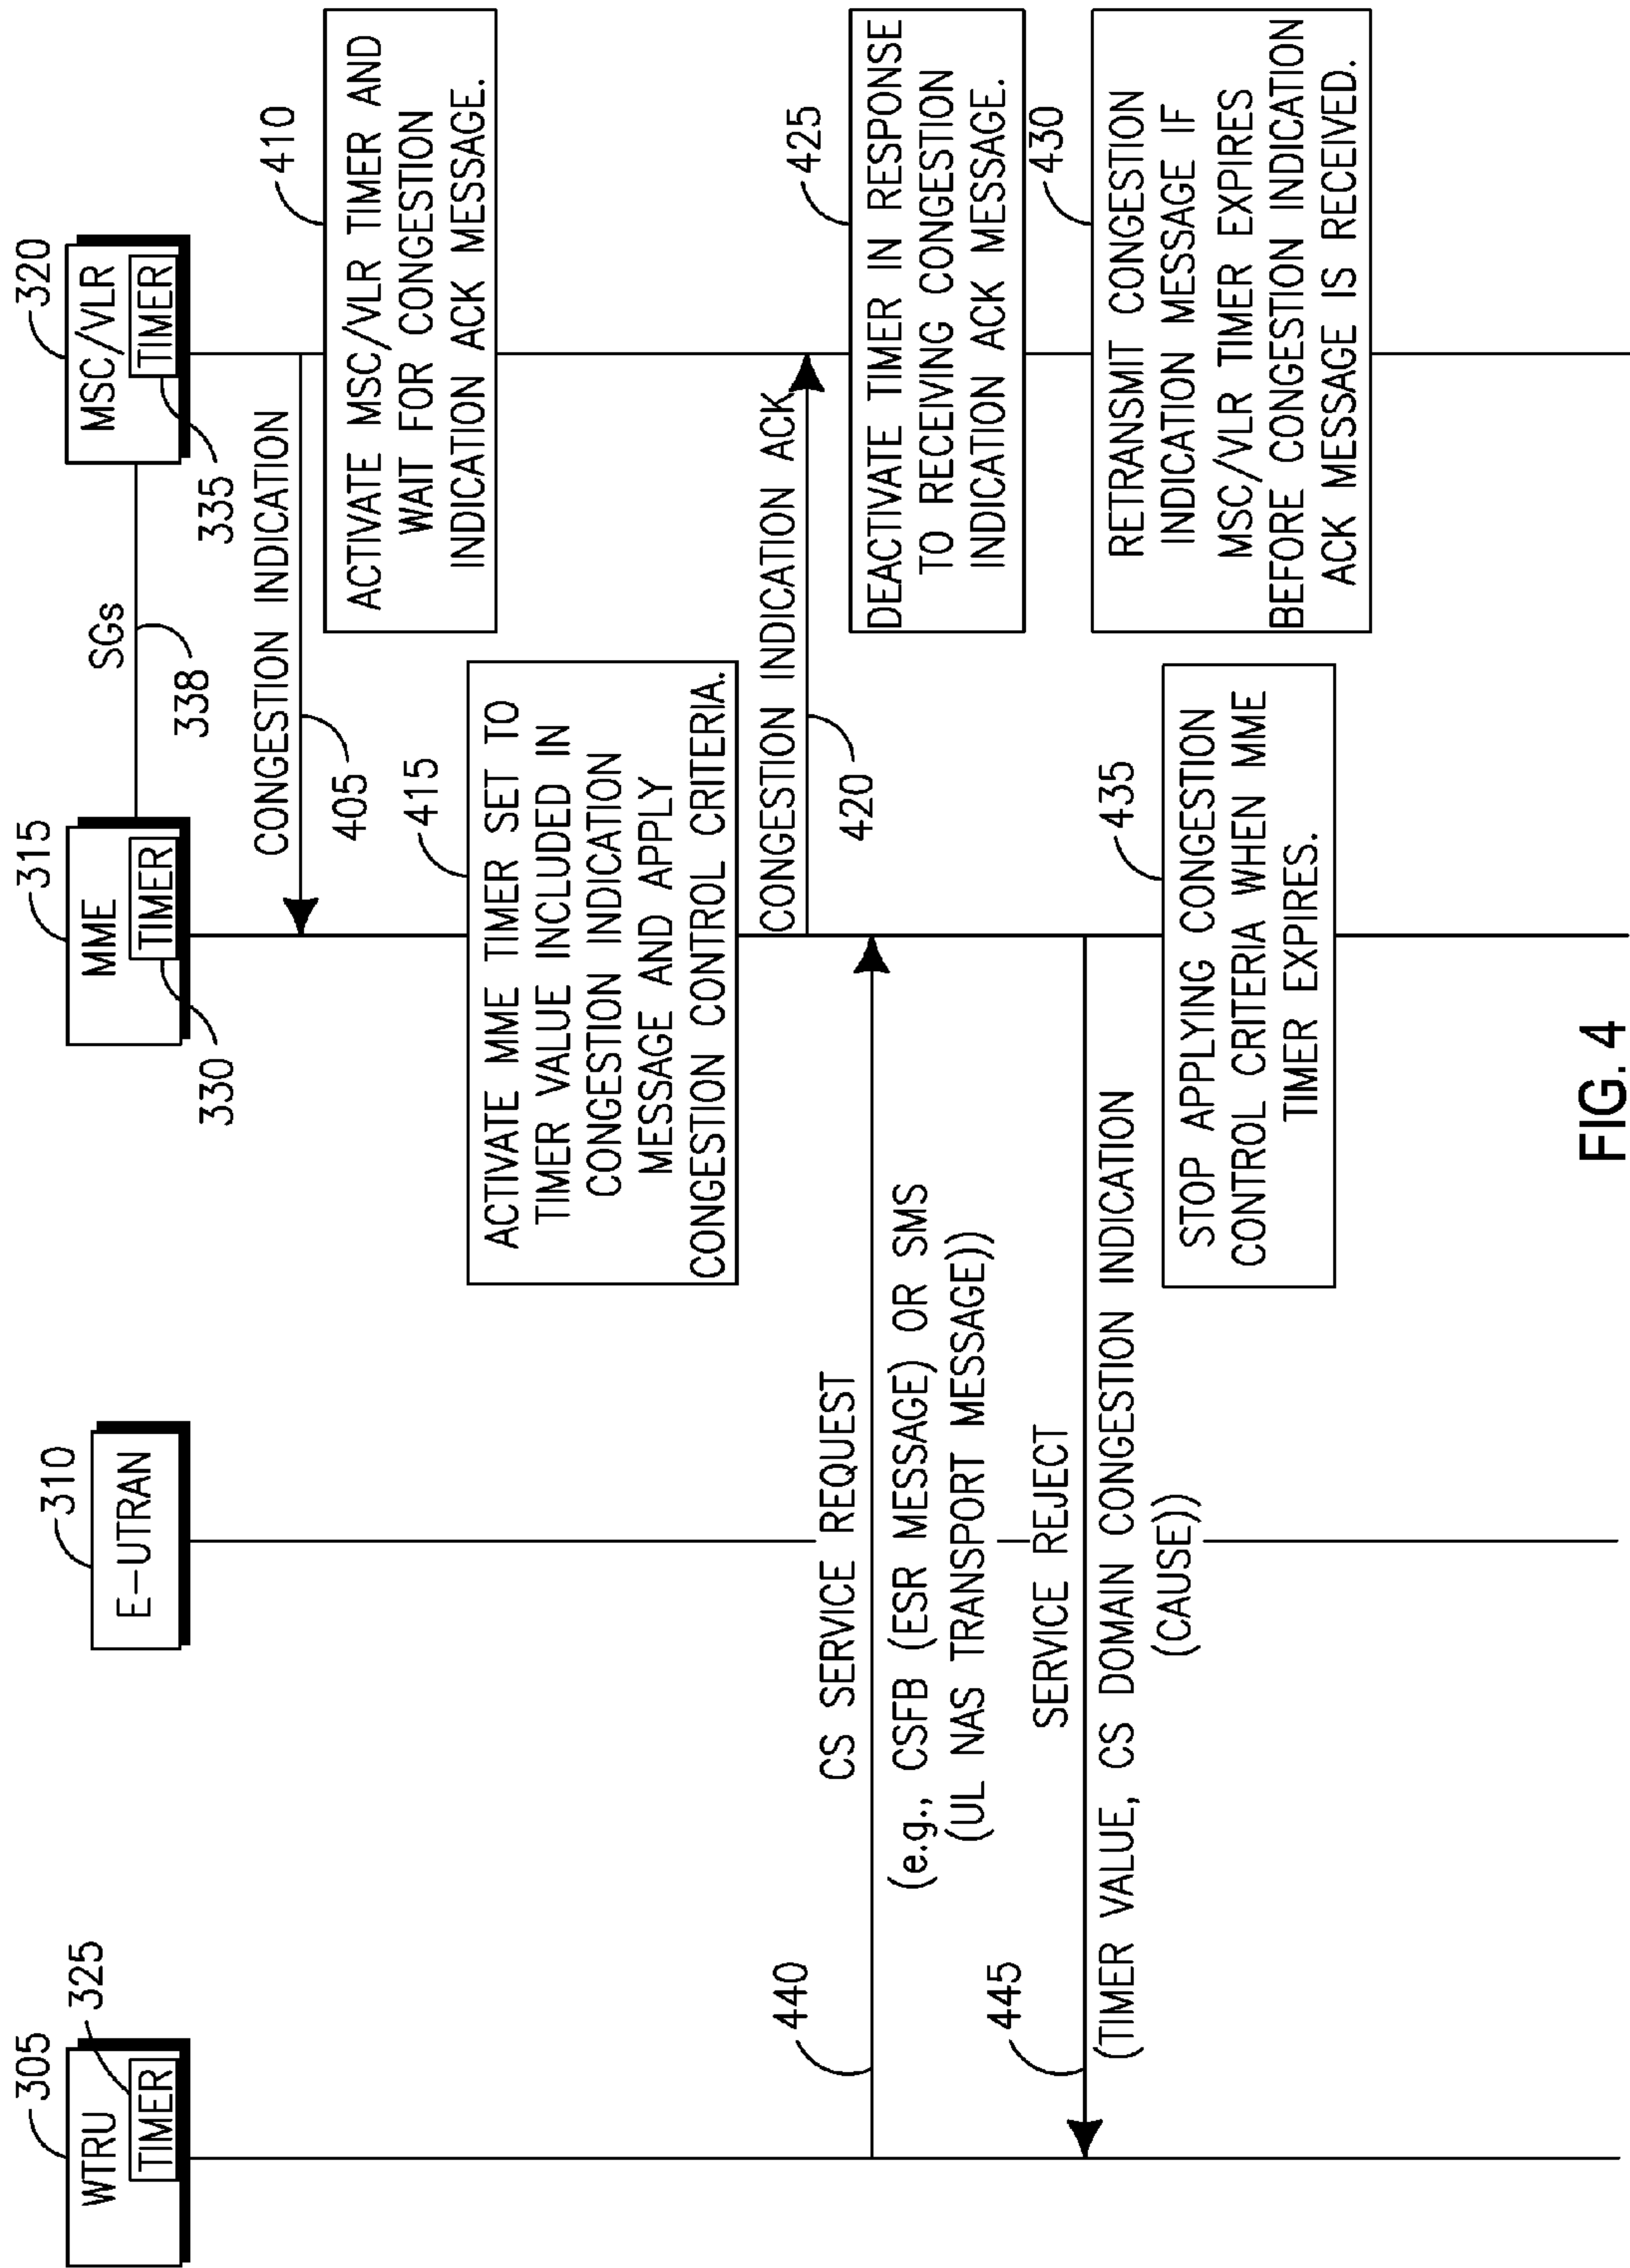 305
WTRU
325
TIMER
310
E-UTRAN
315
MME
TIMER
330
SGs
338
320
MSC/VLR
TIMER
335
CONGESTION INDICATION
405
410
ACTIVATE MSC/VLR TIMER AND
WAIT FOR CONGESTION
INDICATION ACK MESSAGE.
415
ACTIVATE MME TIMER SET TO
TIMER VALUE INCLUDED IN
CONGESTION INDICATION
MESSAGE AND APPLY
CONGESTION CONTROL CRITERIA.
CONGESTION INDICATION ACK
420
425
DEACTIVATE TIMER IN RESPONSE
TO RECEIVING CONGESTION
INDICATION ACK MESSAGE.
440
CS SERVICE REQUEST
(e.g., CSFB (ESR MESSAGE) OR SMS
(UL NAS TRANSPORT MESSAGE))
430
RETRANSMIT CONGESTION
INDICATION MESSAGE IF
MSC/VLR TIMER EXPIRES
BEFORE CONGESTION INDICATION
ACK MESSAGE IS RECEIVED.
445
SERVICE REJECT
(TIMER VALUE, CS DOMAIN CONGESTION INDICATION
(CAUSE))
435
STOP APPLYING CONGESTION
CONTROL CRITERIA WHEN MME
TIMER EXPIRES.
FIG. 4